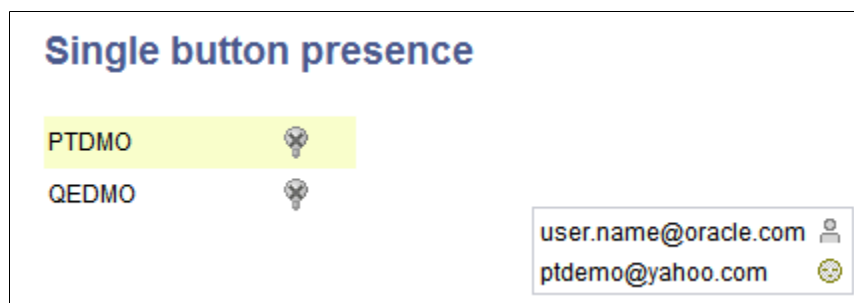 Single button presence
PTDMO
QEDMO
user.name@oracle.com
ptdemo@yahoo.com